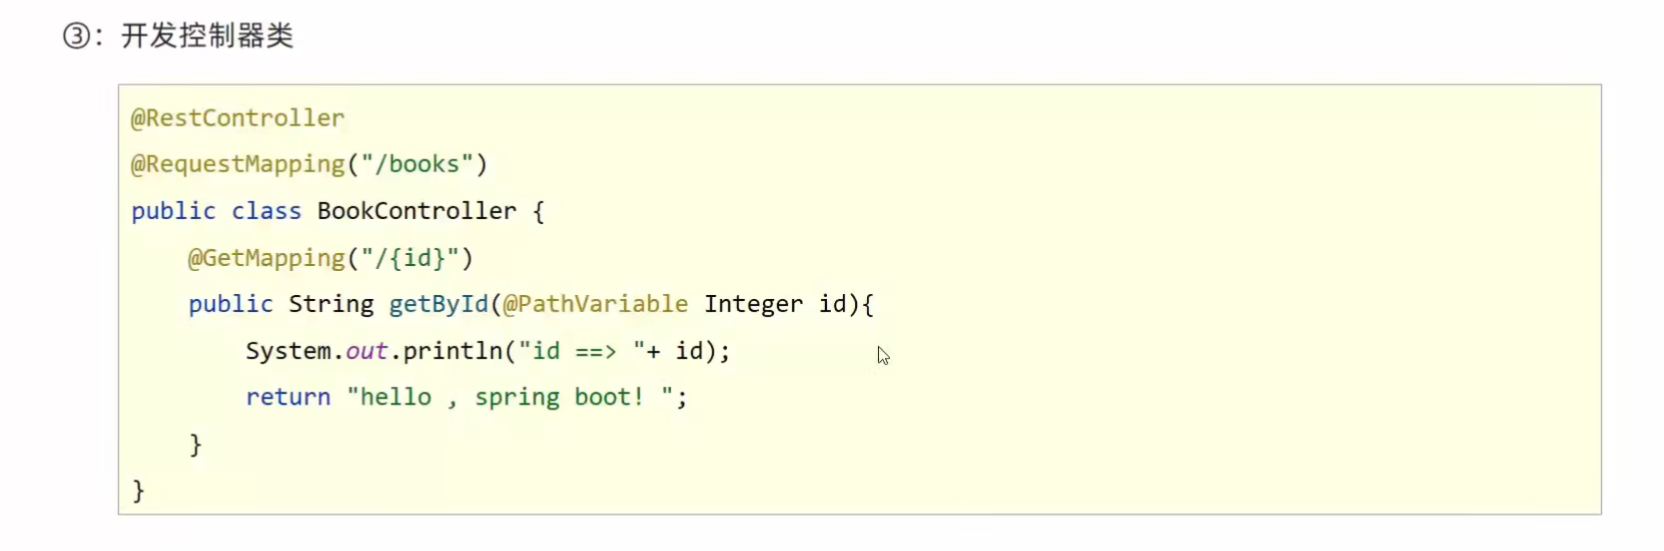 ③：开发控制器类
@RestController
@RequestMapping("/books")
public class BookController {
    @GetMapping("/{id}")
    public String getById(@PathVariable Integer id){
        System.out.println("id ==> "+ id);
        return "hello , spring boot! ";
    }
}